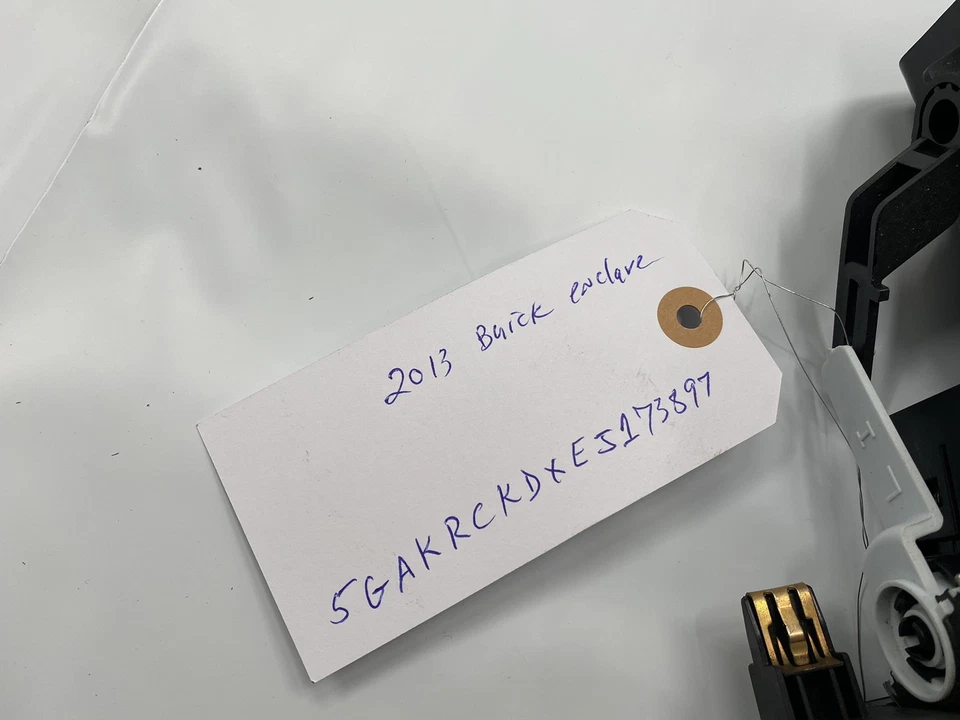 2013 Buick enclave
5GAKRCKDXEJ173897
H